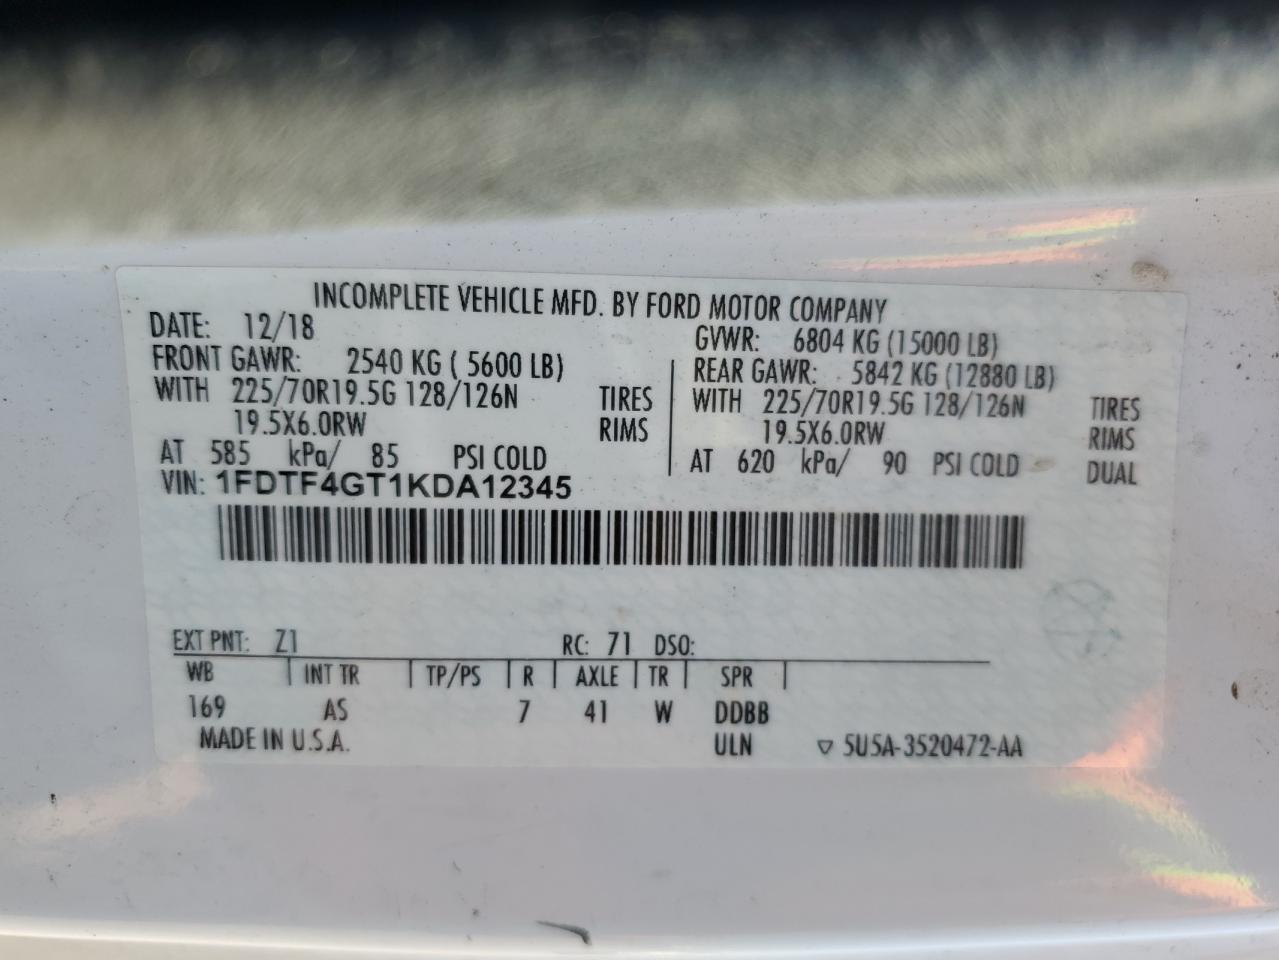 INCOMPLETE VEHICLE MFD. BY FORD MOTOR COMPANY
DATE: 12/18 GVWR: 6804 KG (15000 LB)
FRONT GAWR: 2540 KG ( 5600 LB) REAR GAWR: 5842 KG (12880 LB)
WITH 225/70R19.5G 128/126N TIRES WITH 225/70R19.5G 128/126N TIRES
19.5X6.0RW RIMS 19.5X6.0RW RIMS
AT 585 kPa/ 85 PSI COLD AT 620 kPa/ 90 PSI COLD DUAL
VIN: 1FDTF4GT1KDA12345
EXT PNT: Z1 RC: 71 DSO:
WB INT TR TP/PS R AXLE TR SPR
169 AS 7 41 W DDBB
MADE IN U.S.A. ULN ▽ 5U5A-3520472-AA